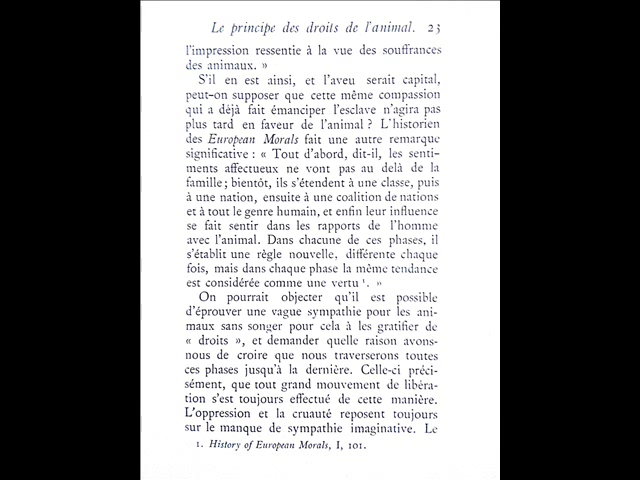 Le principe des droits de l'animal. 23
l'impression ressentie à la vue des souffrances
des animaux. »
S'il en est ainsi, et l'aveu serait capital,
peut-on supposer que cette même compassion
qui a déjà fait émanciper l'esclave n'agira pas
plus tard en faveur de l'animal ? L'historien
des European Morals fait une autre remarque
significative : « Tout d'abord, dit-il, les senti-
ments affectueux ne vont pas au delà de la
famille ; bientôt, ils s'étendent à une classe, puis
à une nation, ensuite à une coalition de nations
et à tout le genre humain, et enfin leur influence
se fait sentir dans les rapports de l'homme
avec l'animal. Dans chacune de ces phases, il
s'établit une règle nouvelle, différente chaque
fois, mais dans chaque phase la même tendance
est considérée comme une vertu ¹. »
On pourrait objecter qu'il est possible
d'éprouver une vague sympathie pour les ani-
maux sans songer pour cela à les gratifier de
« droits », et demander quelle raison avons-
nous de croire que nous traverserons toutes
ces phases jusqu'à la dernière. Celle-ci préci-
sément, que tout grand mouvement de libéra-
tion s'est toujours effectué de cette manière.
L'oppression et la cruauté reposent toujours
sur le manque de sympathie imaginative. Le
1. History of European Morals, I, 101.